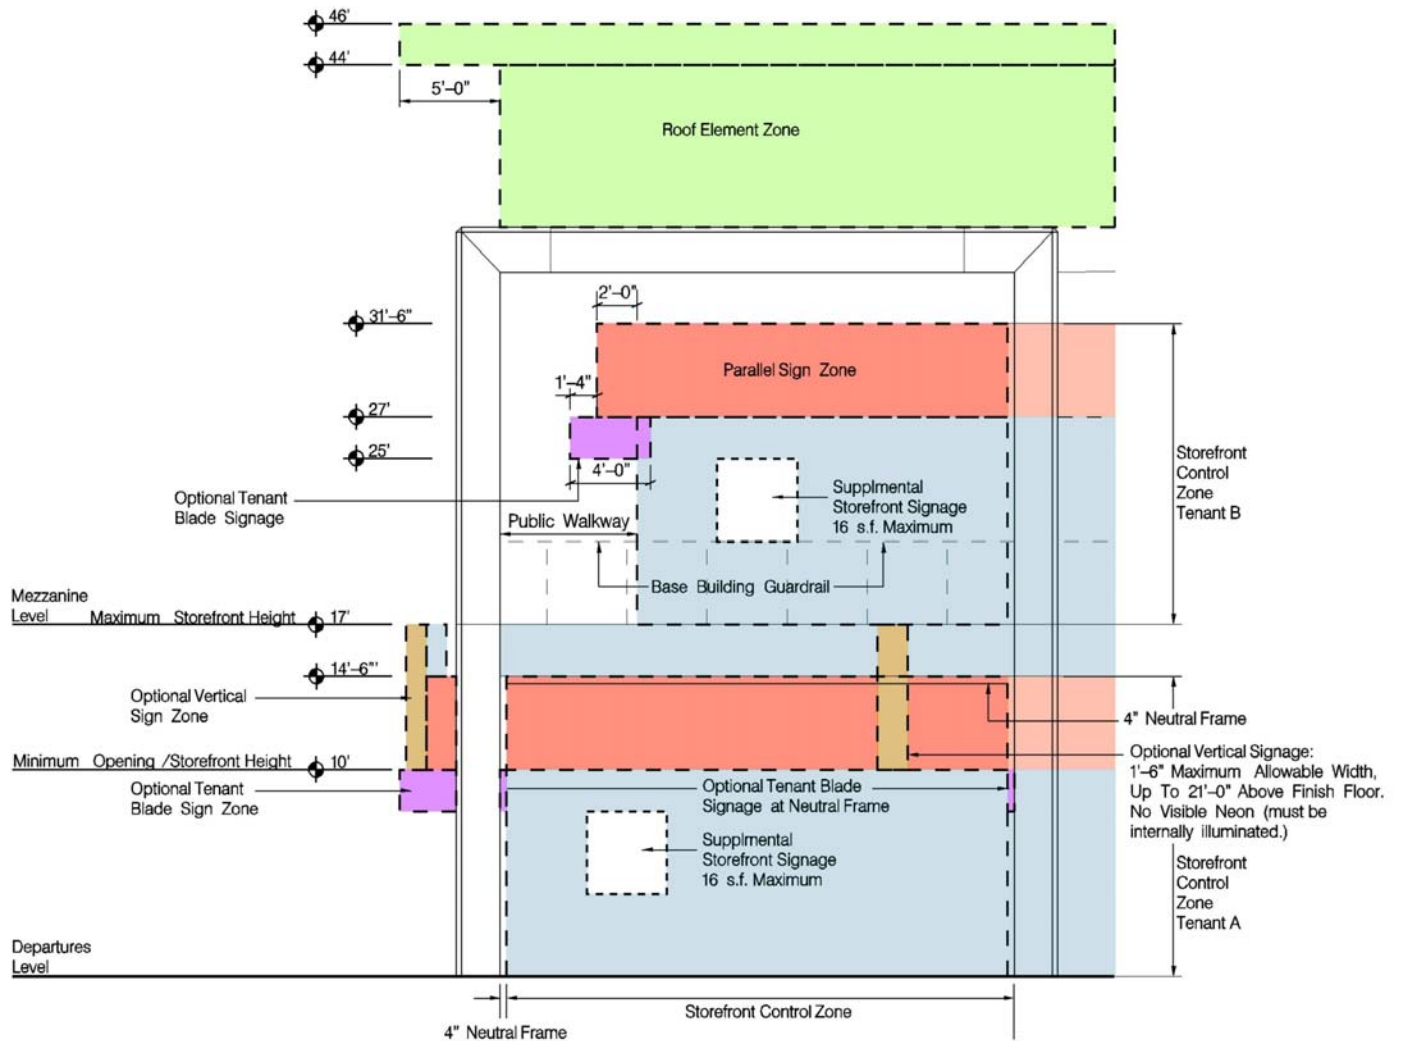 46'
44'
5'-0"
Roof Element Zone
2'-0"
31'-6"
Parallel Sign Zone
1'-4"
27'
25'
4'-0"
Storefront
Control
Zone
Tenant B
Optional Tenant
Blade Signage
Supplmental
Storefront Signage
16 s.f. Maximum
Public Walkway
Base Building Guardrail
Mezzanine
Level
Maximum Storefront Height
17'
14'-6"'
Optional Vertical
Sign Zone
4" Neutral Frame
Minimum Opening /Storefront Height
10'
Optional Vertical Signage:
1'-6" Maximum Allowable Width,
Up To 21'-0" Above Finish Floor.
No Visible Neon (must be
internally illuminated.)
Optional Tenant
Blade Sign Zone
Optional Tenant Blade
Signage at Neutral Frame
Supplmental
Storefront Signage
16 s.f. Maximum
Storefront
Control
Zone
Tenant A
Departures
Level
Storefront Control Zone
4" Neutral Frame